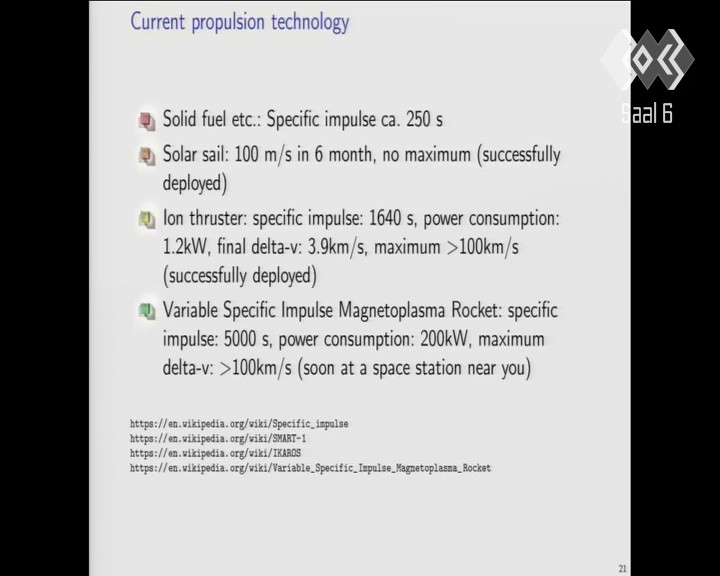 Current propulsion technology
Saal 6
Solid fuel etc.: Specific impulse ca. 250 s
Solar sail: 100 m/s in 6 month, no maximum (successfully
deployed)
Ion thruster: specific impulse: 1640 s, power consumption:
1.2kW, final delta-v: 3.9km/s, maximum >100km/s
(successfully deployed)
Variable Specific Impulse Magnetoplasma Rocket: specific
impulse: 5000 s, power consumption: 200kW, maximum
delta-v: >100km/s (soon at a space station near you)
https://en.wikipedia.org/wiki/Specific_impulse
https://en.wikipedia.org/wiki/SMART-1
https://en.wikipedia.org/wiki/IKAROS
https://en.wikipedia.org/wiki/Variable_Specific_Impulse_Magnetoplasma_Rocket
21